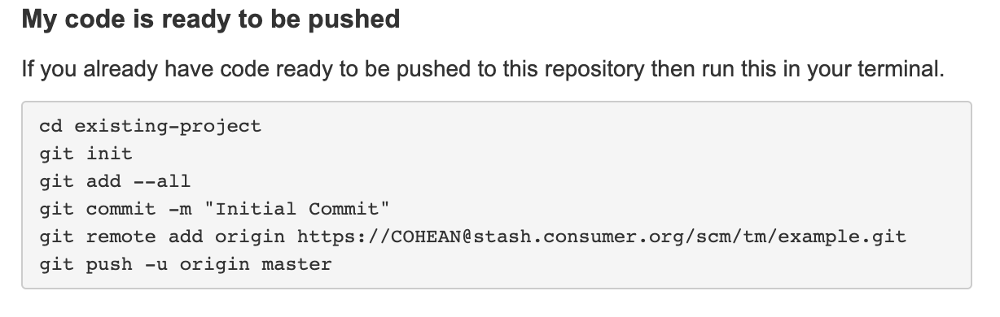 My code is ready to be pushed
If you already have code ready to be pushed to this repository then run this in your terminal.
cd existing-project
git init
git add --all
git commit -m "Initial Commit"
git remote add origin https://COHEAN@stash.consumer.org/scm/tm/example.git
git push -u origin master